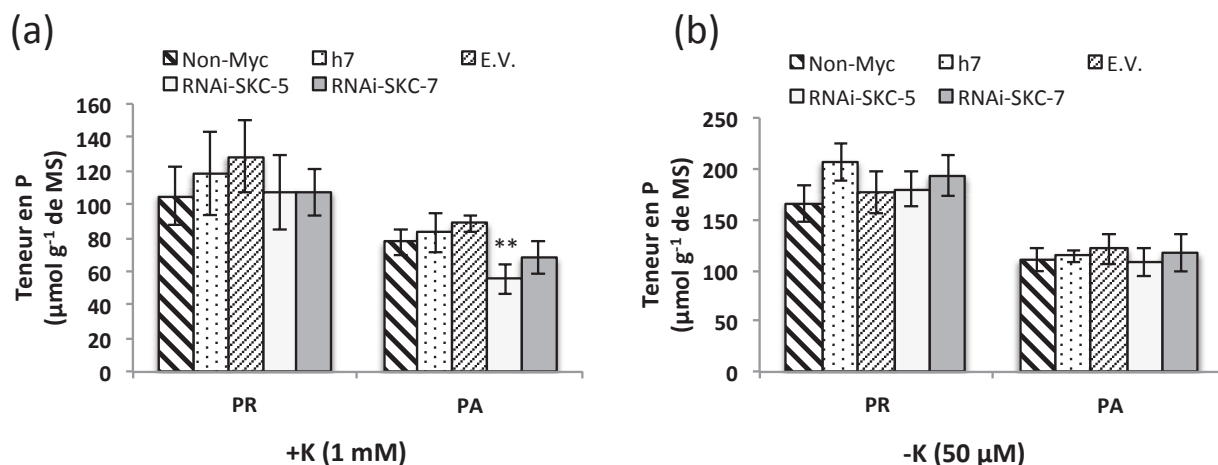 (a)
Non-Myc h7 E.V.
RNAi-SKC-5 RNAi-SKC-7
Teneur en P
(µmol g⁻¹ de MS)
160
140
120
100
80
60
40
20
0
**
PR PA
+K (1 mM)
(b)
Non-Myc h7 E.V.
RNAi-SKC-5 RNAi-SKC-7
Teneur en P
(µmol g⁻¹ de MS)
250
200
150
100
50
0
PR PA
-K (50 µM)